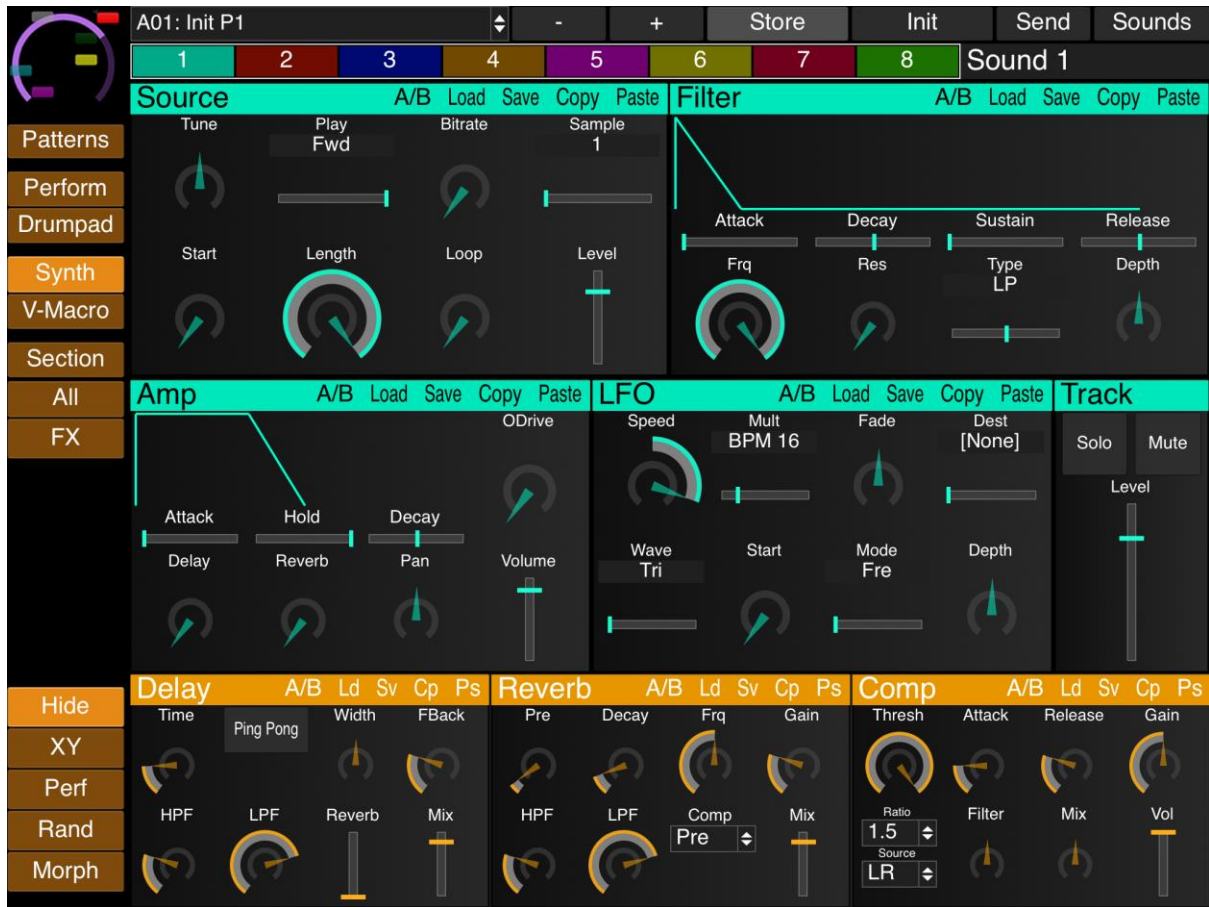 A01: Init P1 - + Store Init Send Sounds
1 2 3 4 5 6 7 8 Sound 1
Patterns
Perform
Drumpad
Synth
V-Macro
Section
All
FX
Hide
XY
Perf
Rand
Morph
Source A/B Load Save Copy Paste
Tune Play Bitrate Sample
Fwd 1
Start Length Loop Level
Filter A/B Load Save Copy Paste
Attack Decay Sustain Release
Frq Res Type Depth
LP
Amp A/B Load Save Copy Paste
ODrive
Attack Hold Decay
Delay Reverb Pan Volume
LFO A/B Load Save Copy Paste
Speed Mult Fade Dest
BPM 16 [None]
Wave Start Mode Depth
Tri Fre
Track
Solo Mute
Level
Delay A/B Ld Sv Cp Ps
Time Ping Pong Width FBack
HPF LPF Reverb Mix
Reverb A/B Ld Sv Cp Ps
Pre Decay Frq Gain
HPF LPF Comp Mix
Pre
Comp A/B Ld Sv Cp Ps
Thresh Attack Release Gain
Ratio Filter Mix Vol
1.5
Source
LR